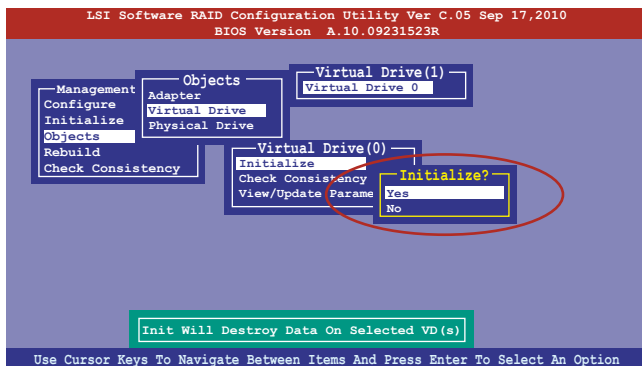 LSI Software RAID Configuration Utility Ver C.05 Sep 17,2010
BIOS Version A.10.09231523R
Management
Configure
Initialize
Objects
Rebuild
Check Consistency
Objects
Adapter
Virtual Drive
Physical Drive
Virtual Drive(1)
Virtual Drive 0
Virtual Drive(0)
Initialize
Check Consistency
View/Update Parame
Initialize?
Yes
No
Init Will Destroy Data On Selected VD(s)
Use Cursor Keys To Navigate Between Items And Press Enter To Select An Option